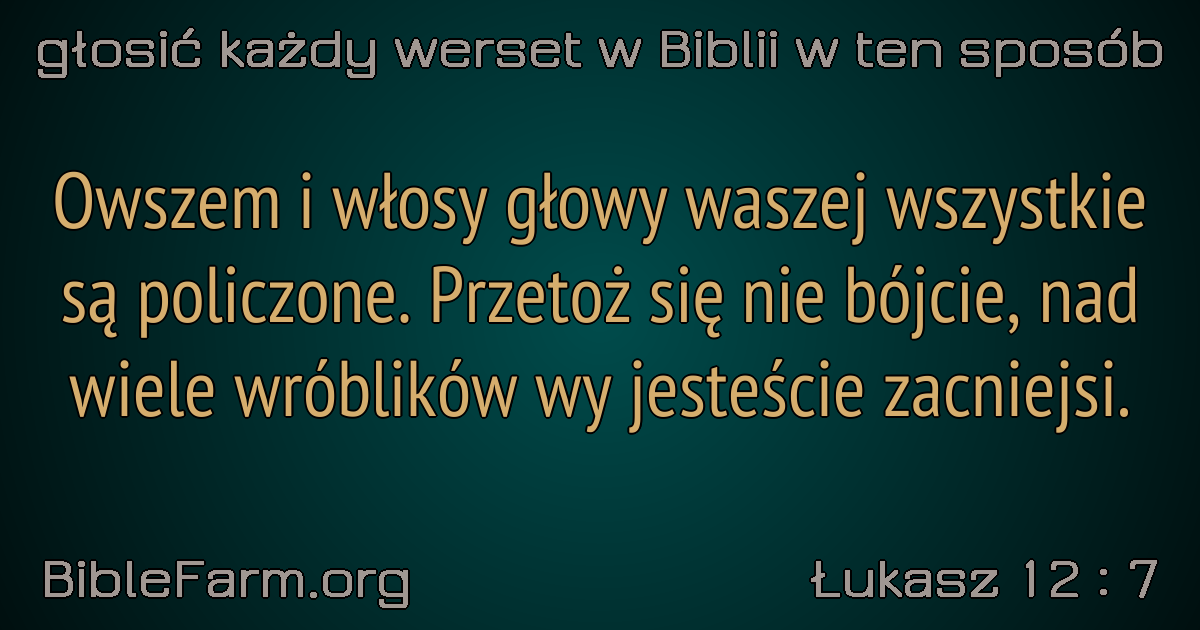 głosić każdy werset w Biblii w ten sposób
Owszem i włosy głowy waszej wszystkie
są policzone. Przetoż się nie bójcie, nad
wiele wróblików wy jesteście zacniejsi.
BibleFarm.org
Łukasz 12 : 7